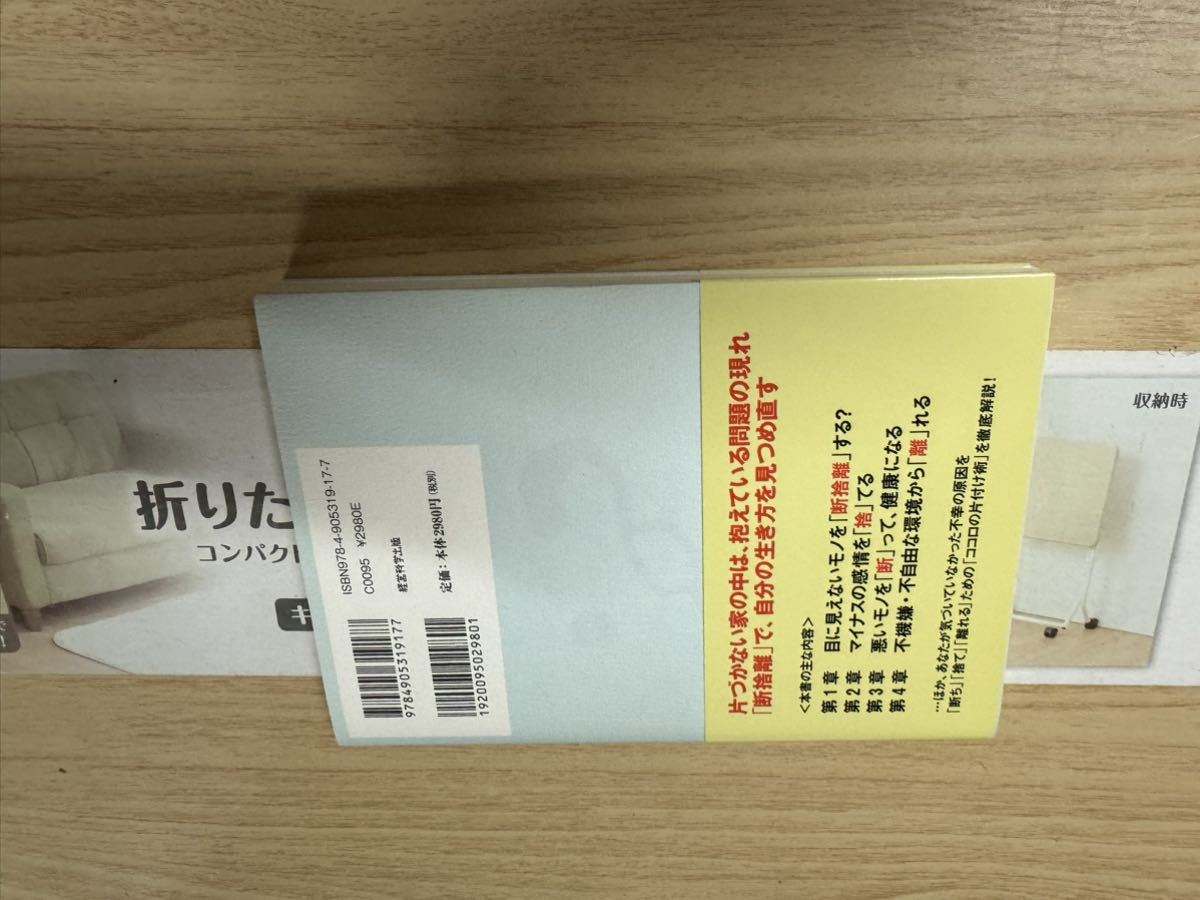 ISBN978-4-905319-17-7
C0095 ¥2980E
経営科学出版
定価：本体2980円（税別）
9784905319177
1920095029801
片づかない家の中は、抱えている問題の現れ
「断捨離」で、自分の生き方を見つめ直す
＜本書の主な内容＞
第1章 目に見えないモノを「断捨離」する？
第2章 マイナスの感情を「捨」てる
第3章 悪いモノを「断」って、健康になる
第4章 不機嫌・不自由な環境から「離」れる
…ほか、あなたが気づいていなかった不幸の原因を
「断ち」「捨て」「離れる」ための「ココロの片付け術」を徹底解説！
折りた
コンパクト
キ
収納時